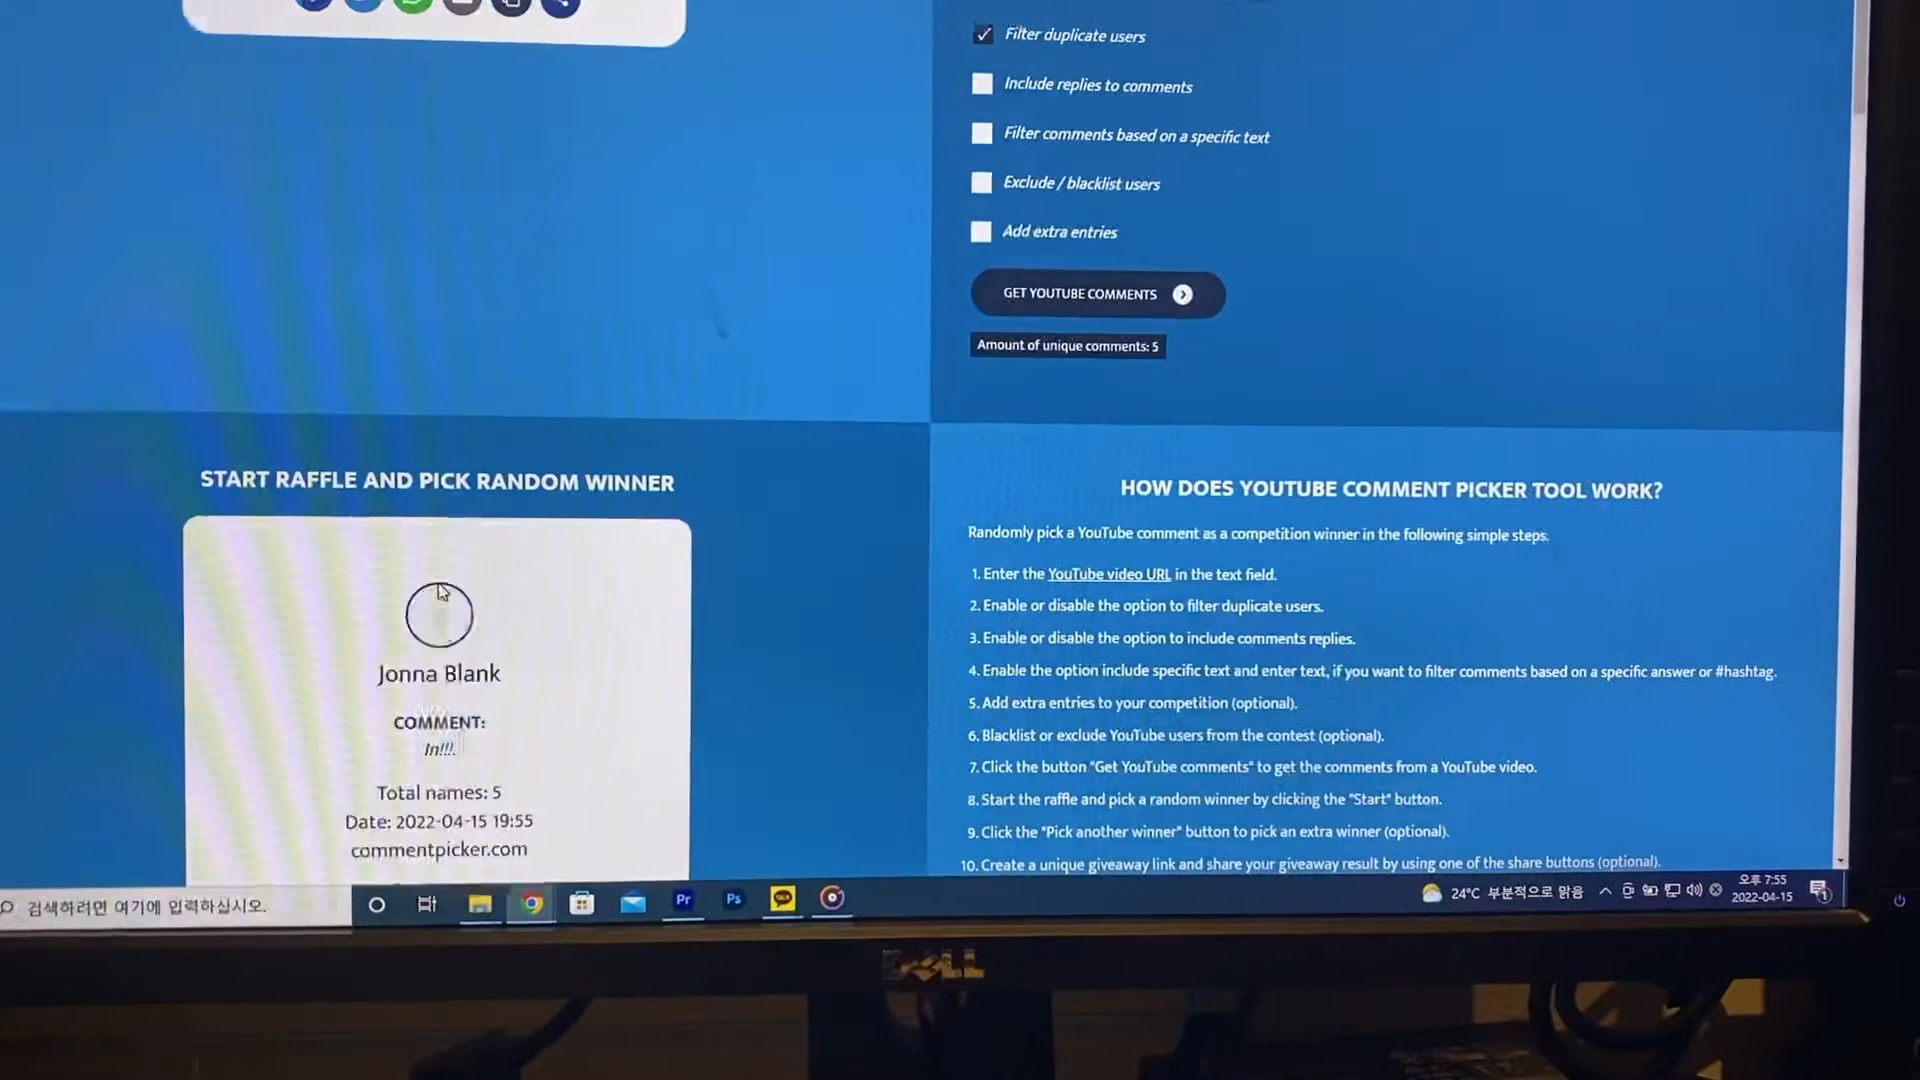 Filter duplicate users
Include replies to comments
Filter comments based on a specific text
Exclude / blacklist users
Add extra entries
GET YOUTUBE COMMENTS
Amount of unique comments: 5
START RAFFLE AND PICK RANDOM WINNER
Jonna Blank
COMMENT:
In!!!.
Total names: 5
Date: 2022-04-15 19:55
commentpicker.com
HOW DOES YOUTUBE COMMENT PICKER TOOL WORK?
Randomly pick a YouTube comment as a competition winner in the following simple steps.
1. Enter the YouTube video URL in the text field.
2. Enable or disable the option to filter duplicate users.
3. Enable or disable the option to include comments replies.
4. Enable the option include specific text and enter text, if you want to filter comments based on a specific answer or #hashtag.
5. Add extra entries to your competition (optional).
6. Blacklist or exclude YouTube users from the contest (optional).
7. Click the button "Get YouTube comments" to get the comments from a YouTube video.
8. Start the raffle and pick a random winner by clicking the "Start" button.
9. Click the "Pick another winner" button to pick an extra winner (optional).
10. Create a unique giveaway link and share your giveaway result by using one of the share buttons (optional).
검색하려면 여기에 입력하십시오.
Pr
Ps
TALK
24°C 부분적으로 맑음
오후 7:55
2022-04-15
1
DELL